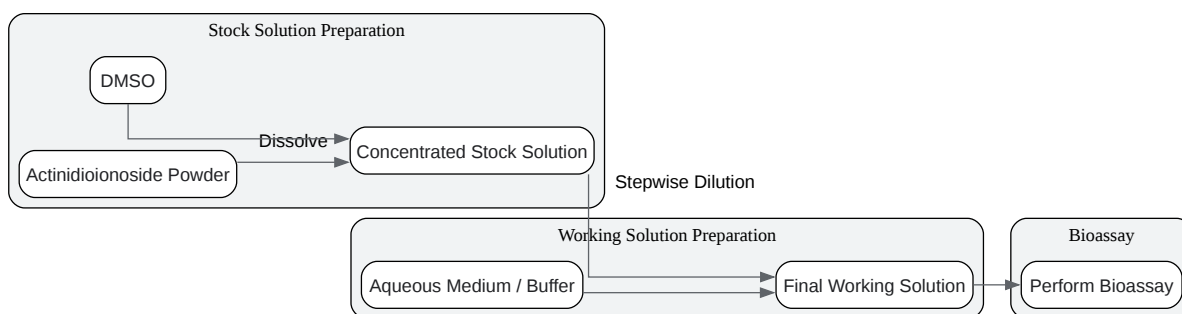 Stock Solution Preparation
DMSO
Dissolve
Concentrated Stock Solution
Actinidioionoside Powder
Stepwise Dilution
Working Solution Preparation
Bioassay
Aqueous Medium / Buffer
Final Working Solution
Perform Bioassay